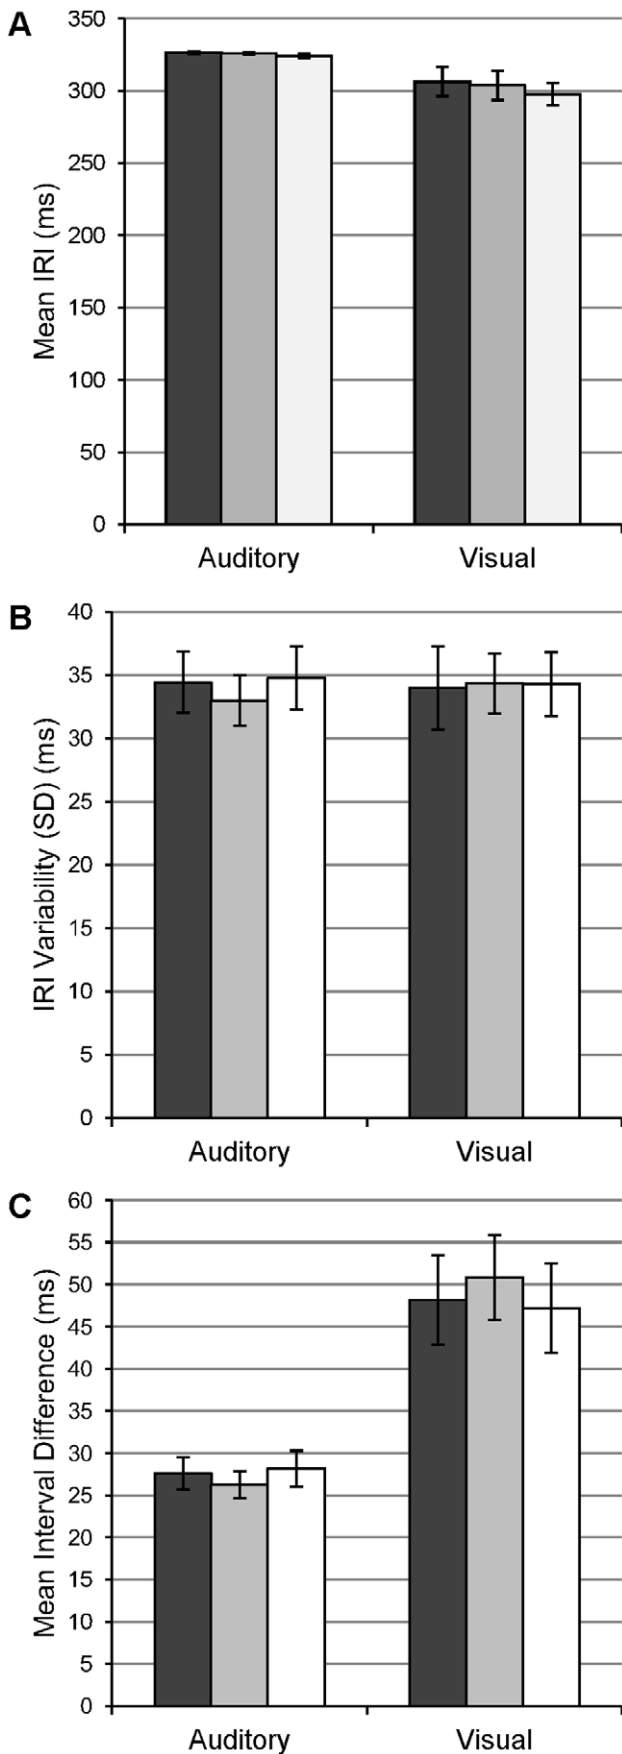 A
Mean IRI (ms)
350
300
250
200
150
100
50
0
Auditory
Visual
B
IRI Variability (SD) (ms)
40
35
30
25
20
15
10
5
0
Auditory
Visual
C
Mean Interval Difference (ms)
60
55
50
45
40
35
30
25
20
15
10
5
0
Auditory
Visual